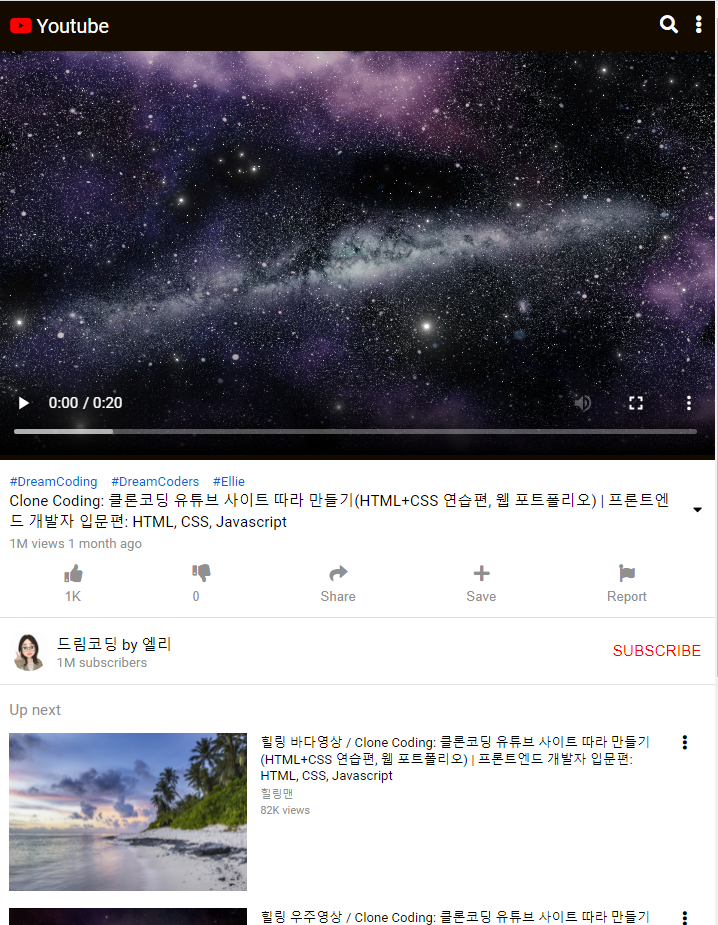 Youtube
0:00 / 0:20
#DreamCoding #DreamCoders #Ellie
Clone Coding: 클론코딩 유튜브 사이트 따라 만들기(HTML+CSS 연습편, 웹 포트폴리오) | 프론트엔
드 개발자 입문편: HTML, CSS, Javascript
1M views 1 month ago
1K 0 Share Save Report
드림코딩 by 엘리
1M subscribers
SUBSCRIBE
Up next
힐링 바다영상 / Clone Coding: 클론코딩 유튜브 사이트 따라 만들기
(HTML+CSS 연습편, 웹 포트폴리오) | 프론트엔드 개발자 입문편:
HTML, CSS, Javascript
힐링맨
82K views
힐링 우주영상 / Clone Coding: 클론코딩 유튜브 사이트 따라 만들기